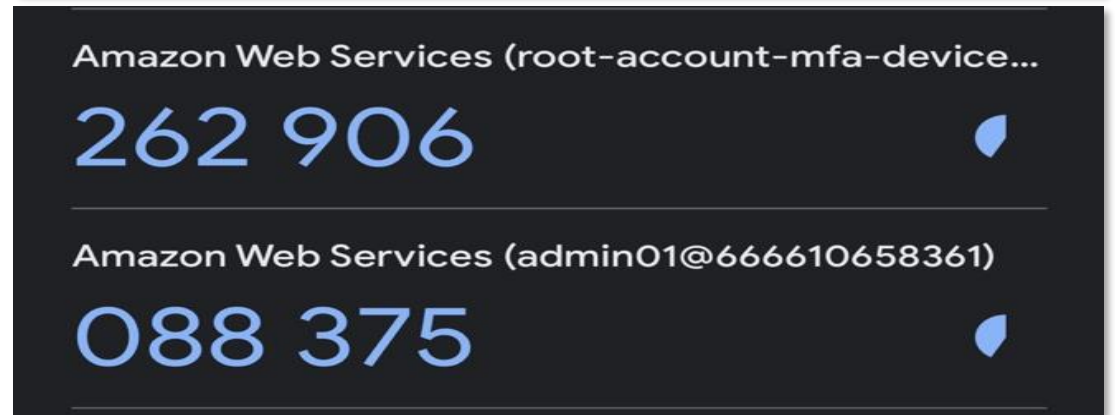 Amazon Web Services (root-account-mfa-device...
262 906
Amazon Web Services (admin01@666610658361)
088 375